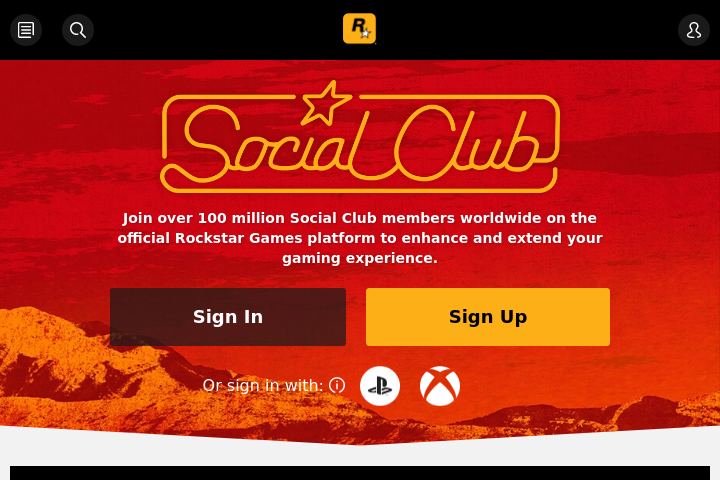 R
Social Club
Join over 100 million Social Club members worldwide on the
official Rockstar Games platform to enhance and extend your
gaming experience.
Sign In
Sign Up
Or sign in with: